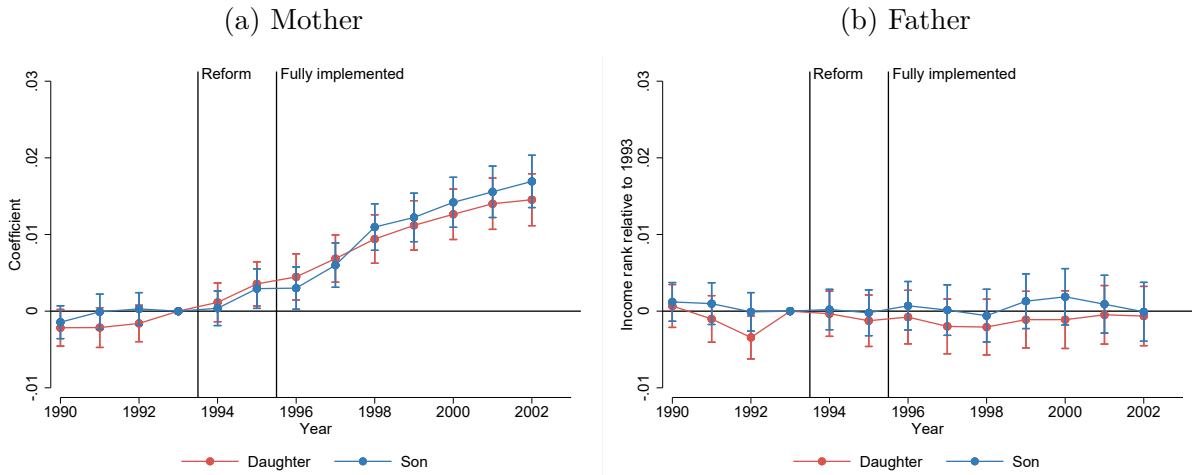 (a) Mother
Reform
Fully implemented
Coefficient
.03
.02
.01
0
-.01
1990
1992
1994
1996
1998
2000
2002
Year
Daughter
Son
(b) Father
Reform
Fully implemented
Income rank relative to 1993
.03
.02
.01
0
-.01
1990
1992
1994
1996
1998
2000
2002
Year
Daughter
Son